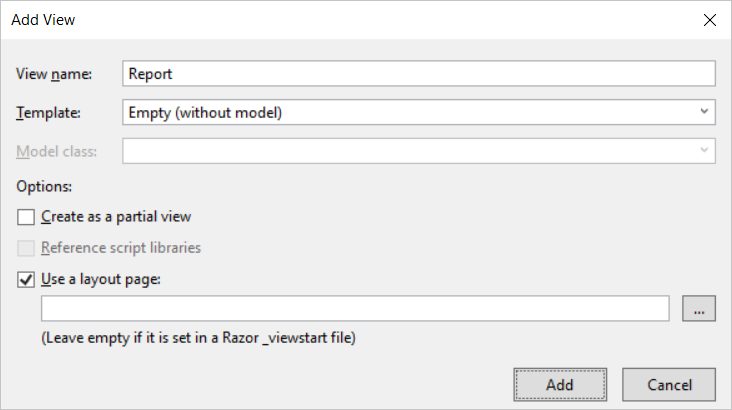 Add View
View name: Report
Template: Empty (without model)
Model class:
Options:
Create as a partial view
Reference script libraries
Use a layout page:
...
(Leave empty if it is set in a Razor _viewstart file)
Add Cancel